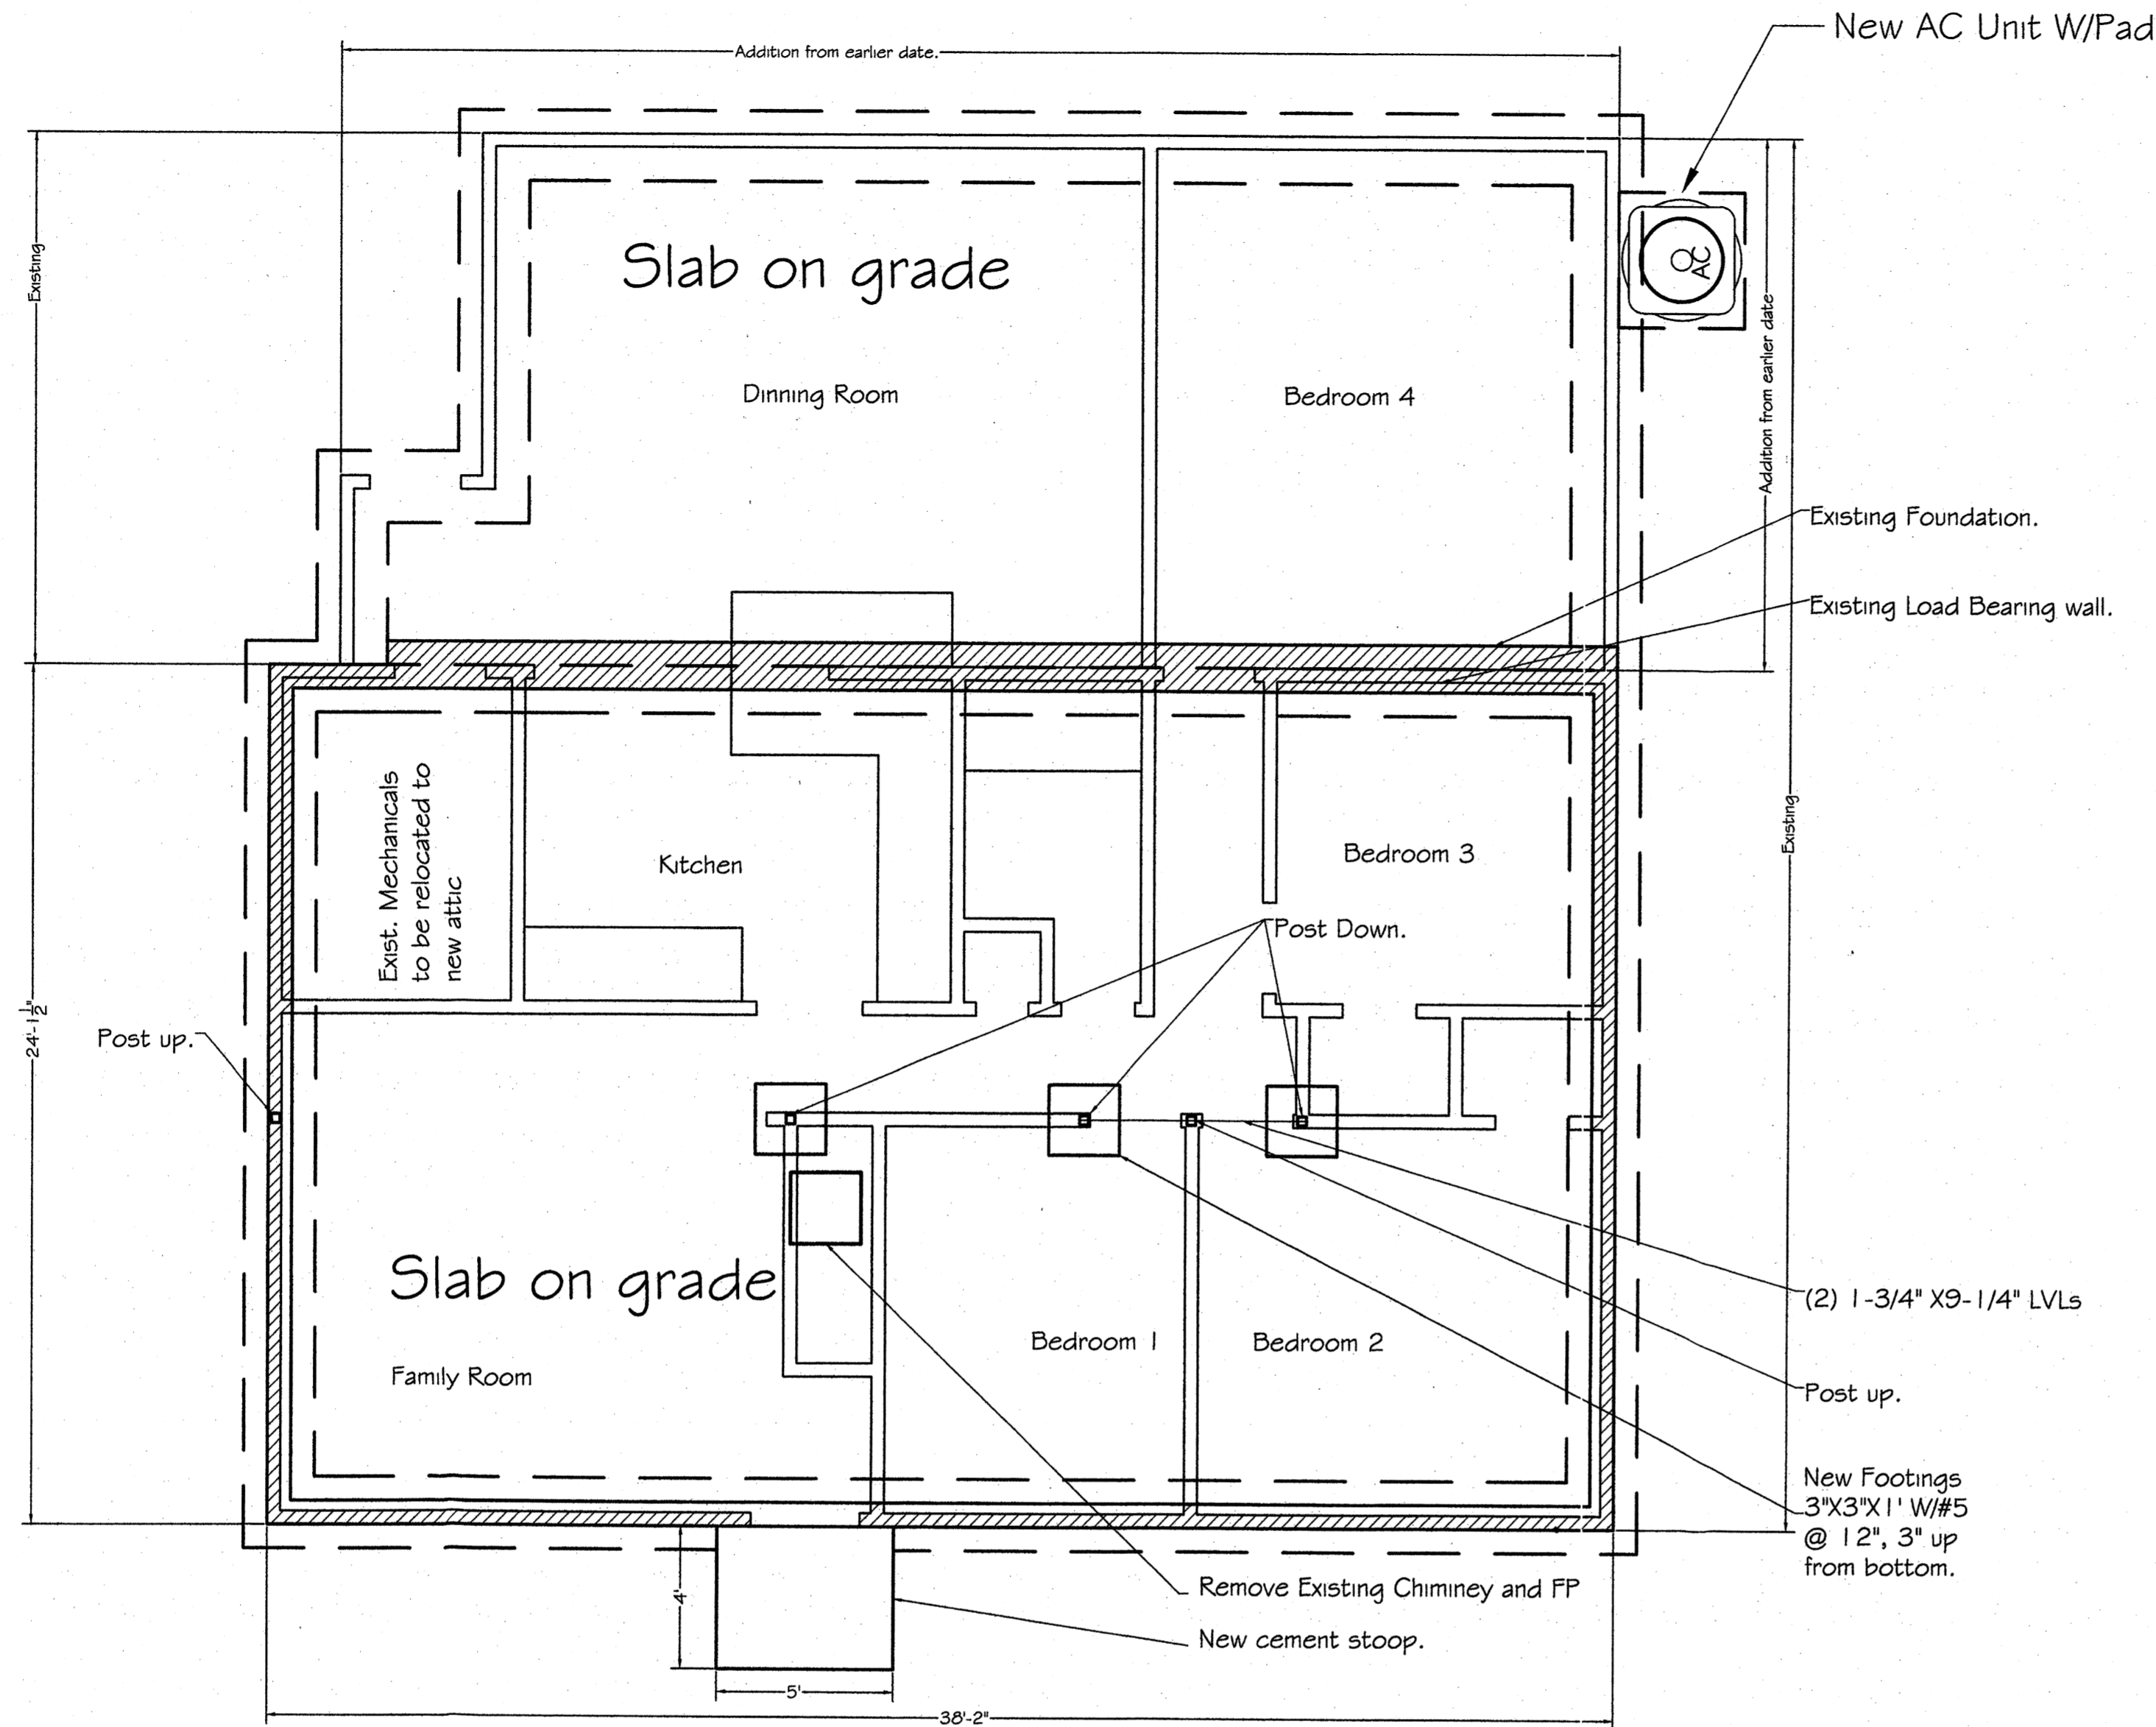 New AC Unit W/Pad
Addition from earlier date.
Existing
Slab on grade
AC
Addition from earlier date
Dinning Room
Bedroom 4
Existing Foundation.
Existing Load Bearing wall.
Existing
Exist. Mechanicals
to be relocated to
new attic
Kitchen
Bedroom 3
Post Down.
24'-1 1/2"
Post up.
Slab on grade
(2) 1-3/4" X9-1/4" LVLs
Bedroom 1
Bedroom 2
Family Room
Post up.
New Footings
3"X3"X1' W/#5
@ 12", 3" up
from bottom.
4'
Remove Existing Chiminey and FP
New cement stoop.
5'
38'-2"